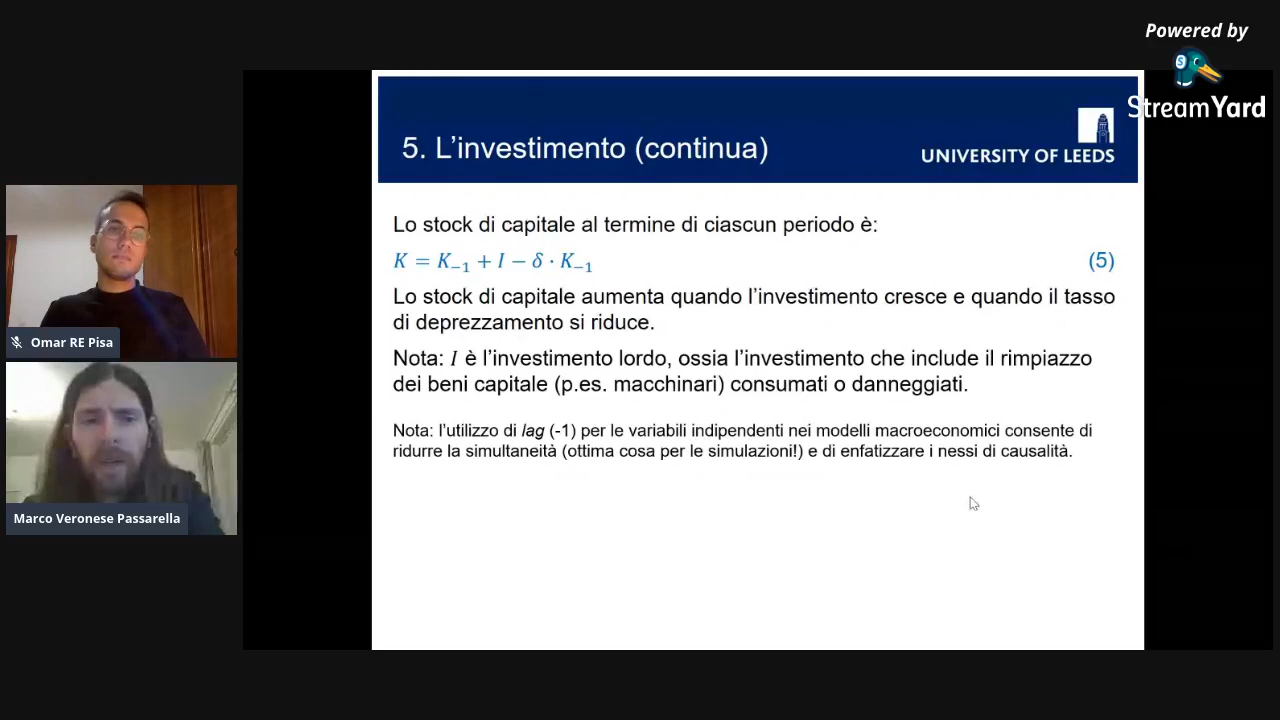 Powered by
StreamYard
5. L’investimento (continua)
UNIVERSITY OF LEEDS
Lo stock di capitale al termine di ciascun periodo è:
K = K₋₁ + I − δ · K₋₁ (5)
Lo stock di capitale aumenta quando l’investimento cresce e quando il tasso
di deprezzamento si riduce.
Nota: I è l’investimento lordo, ossia l’investimento che include il rimpiazzo
dei beni capitale (p.es. macchinari) consumati o danneggiati.
Nota: l’utilizzo di lag (-1) per le variabili indipendenti nei modelli macroeconomici consente di
ridurre la simultaneità (ottima cosa per le simulazioni!) e di enfatizzare i nessi di causalità.
Omar RE Pisa
Marco Veronese Passarella